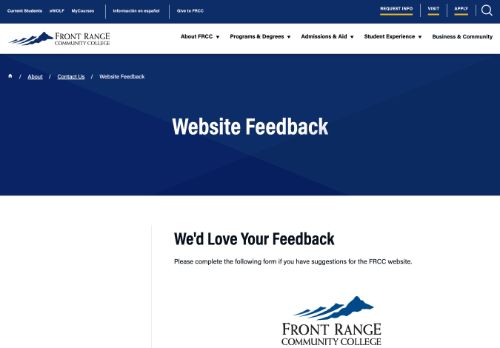 Current Students eWOLF MyCourses Información en español Give to FRCC REQUEST INFO VISIT APPLY
FRONT RANGE
COMMUNITY COLLEGE
About FRCC ▼ Programs & Degrees ▼ Admissions & Aid ▼ Student Experience ▼ Business & Community
/ About / Contact Us / Website Feedback
Website Feedback
We'd Love Your Feedback
Please complete the following form if you have suggestions for the FRCC website.
FRONT RANGE
COMMUNITY COLLEGE